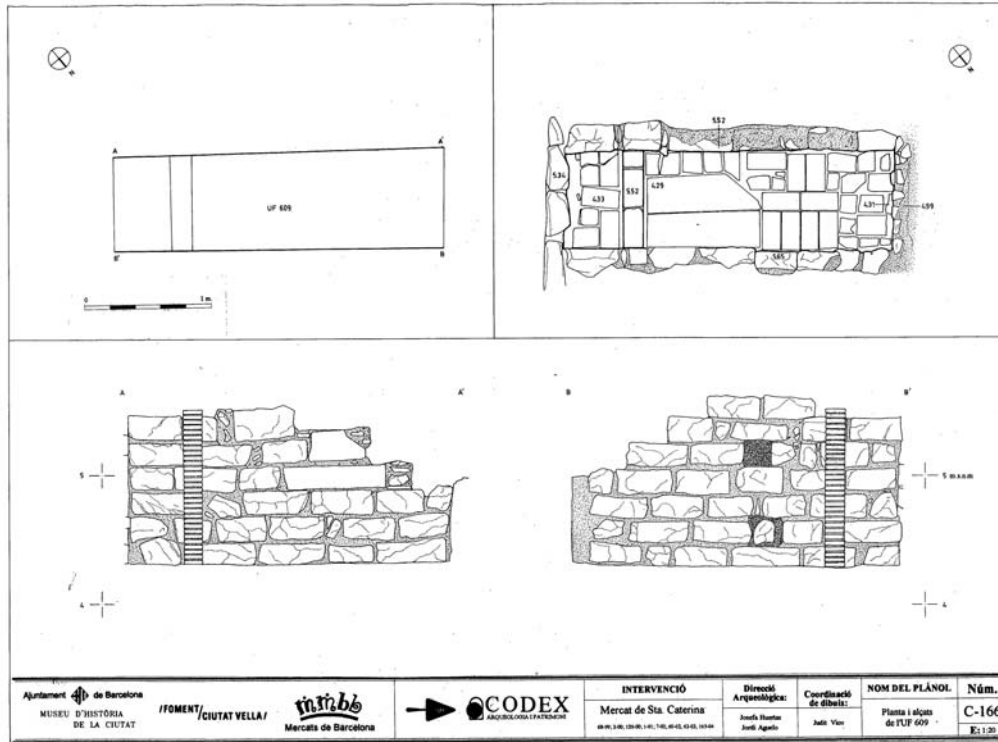 N
N
A
A'
UF 609
B'
B
0
1 m.
552
534
433
552
429
431
499
565
A
A'
B
B'
5
5 m.s.n.m
4
4
Ajuntament de Barcelona
MUSEU D'HISTÒRIA
DE LA CIUTAT
/FOMENT/CIUTAT VELLA/
Mercats de Barcelona
CODEX
ARQUEOLOGIA I PATRIMONI
INTERVENCIÓ
Mercat de Sta. Caterina
Direcció
Arqueològica:
Josefa Huertas
Jordi Aguelo
Coordinació
de dibuix:
Judit Vico
NOM DEL PLÀNOL
Planta i alçats
de l'UF 609
Núm.
C-166
E: 1:20